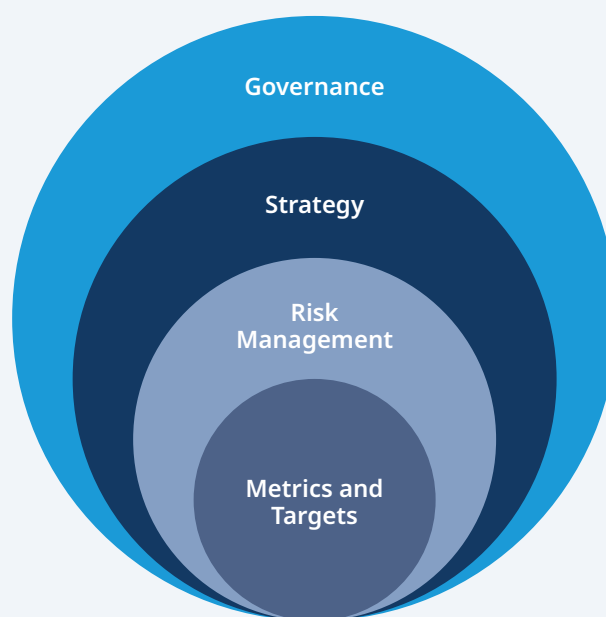 Governance
Strategy
Risk
Management
Metrics and
Targets